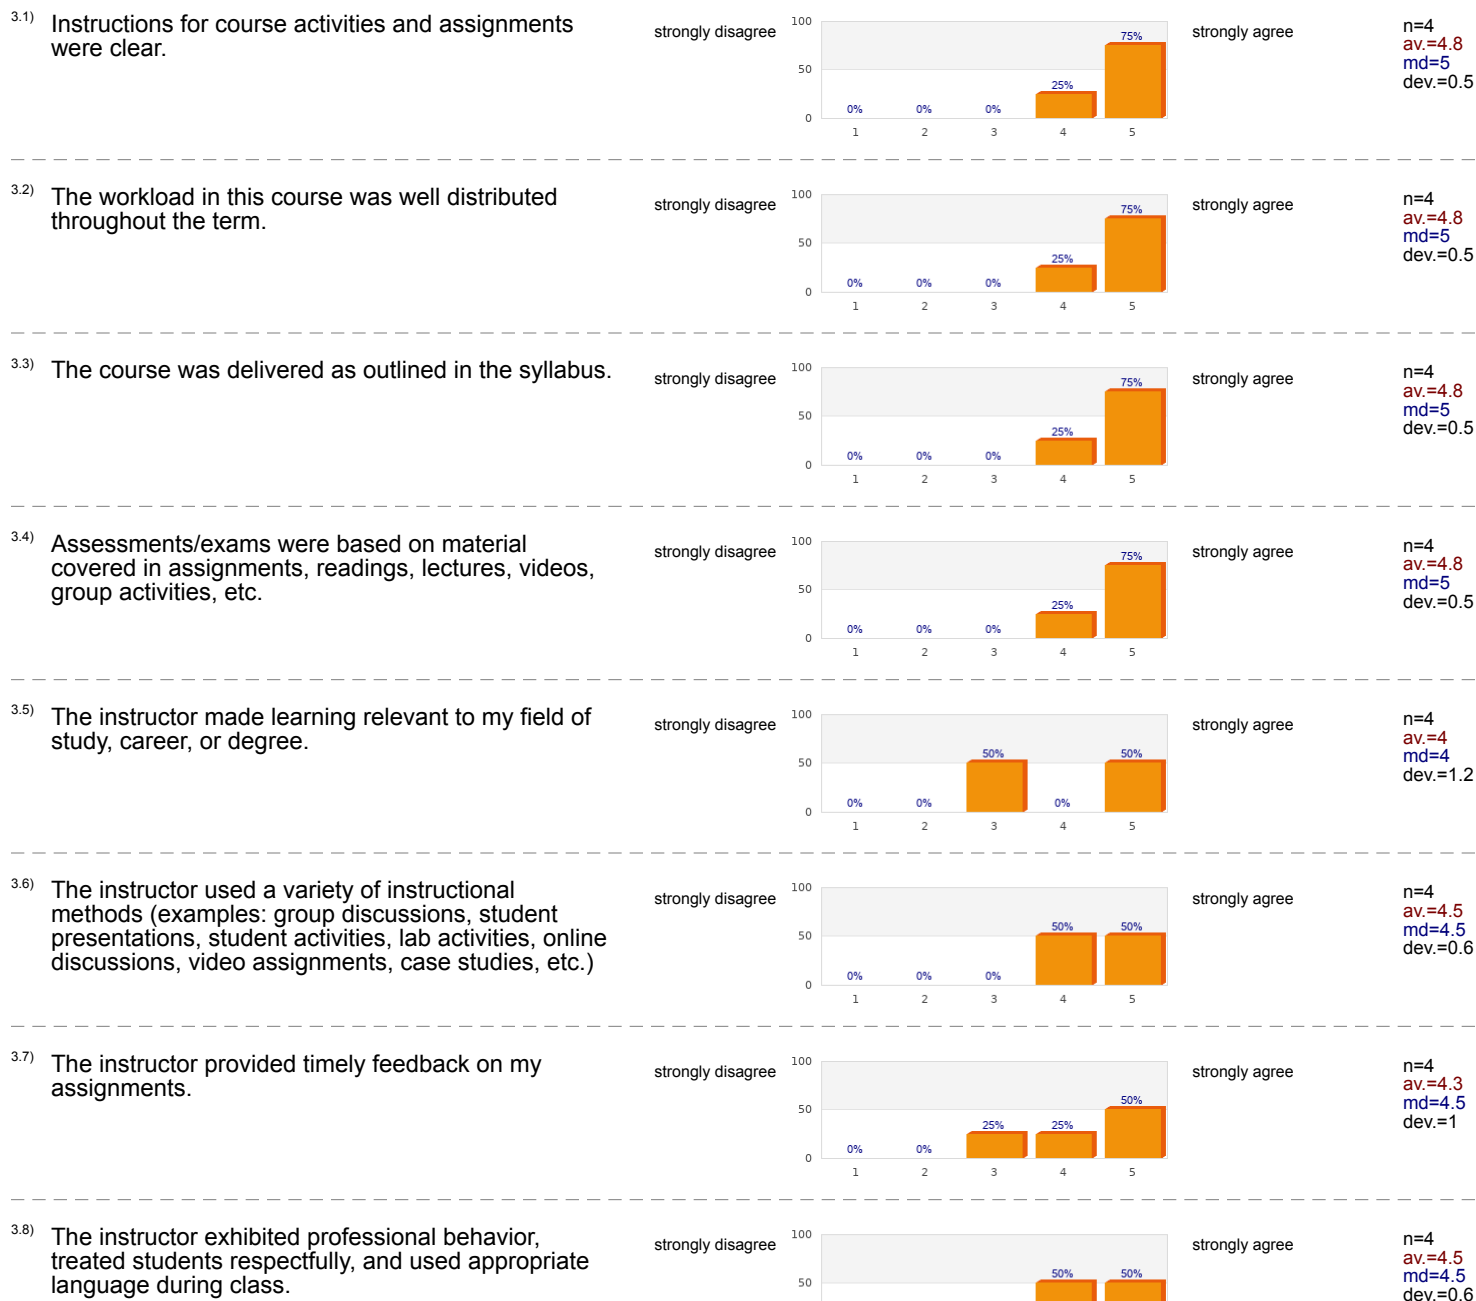 3.1) Instructions for course activities and assignments
were clear.
strongly disagree
100
50
0
0%
0%
0%
25%
75%
1
2
3
4
5
strongly agree
n=4
av.=4.8
md=5
dev.=0.5
3.2) The workload in this course was well distributed
throughout the term.
strongly disagree
100
50
0
0%
0%
0%
25%
75%
1
2
3
4
5
strongly agree
n=4
av.=4.8
md=5
dev.=0.5
3.3) The course was delivered as outlined in the syllabus.
strongly disagree
100
50
0
0%
0%
0%
25%
75%
1
2
3
4
5
strongly agree
n=4
av.=4.8
md=5
dev.=0.5
3.4) Assessments/exams were based on material
covered in assignments, readings, lectures, videos,
group activities, etc.
strongly disagree
100
50
0
0%
0%
0%
25%
75%
1
2
3
4
5
strongly agree
n=4
av.=4.8
md=5
dev.=0.5
3.5) The instructor made learning relevant to my field of
study, career, or degree.
strongly disagree
100
50
0
0%
0%
50%
0%
50%
1
2
3
4
5
strongly agree
n=4
av.=4
md=4
dev.=1.2
3.6) The instructor used a variety of instructional
methods (examples: group discussions, student
presentations, student activities, lab activities, online
discussions, video assignments, case studies, etc.)
strongly disagree
100
50
0
0%
0%
0%
50%
50%
1
2
3
4
5
strongly agree
n=4
av.=4.5
md=4.5
dev.=0.6
3.7) The instructor provided timely feedback on my
assignments.
strongly disagree
100
50
0
0%
0%
25%
25%
50%
1
2
3
4
5
strongly agree
n=4
av.=4.3
md=4.5
dev.=1
3.8) The instructor exhibited professional behavior,
treated students respectfully, and used appropriate
language during class.
strongly disagree
100
50
50%
50%
strongly agree
n=4
av.=4.5
md=4.5
dev.=0.6